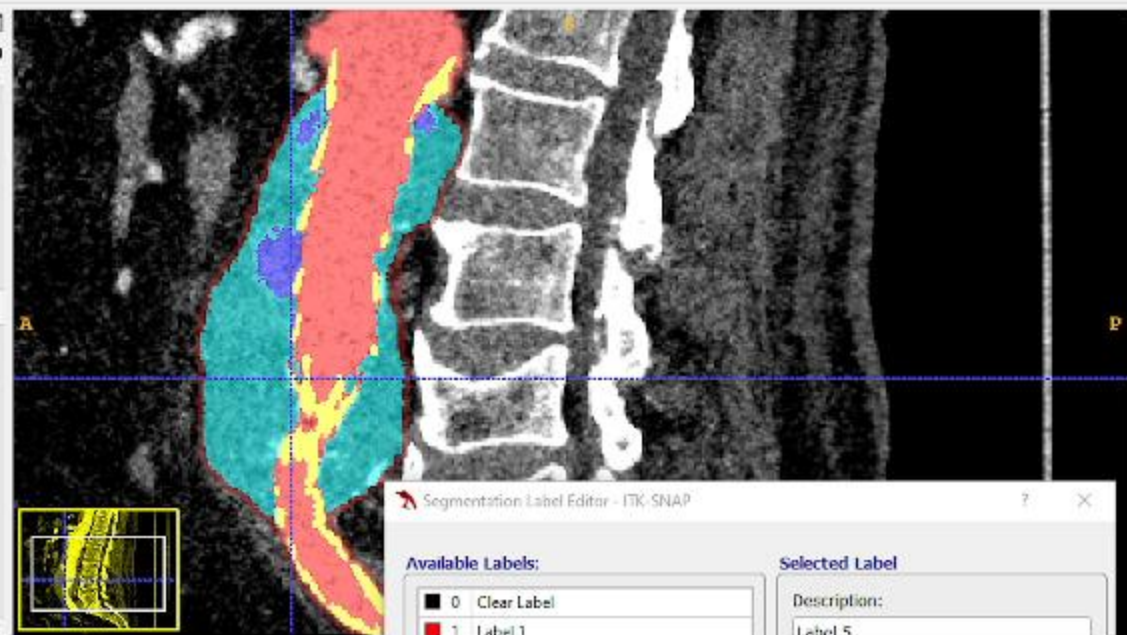 A
P
Segmentation Label Editor - ITK-SNAP
?
Available Labels:
Selected Label
0 Clear Label
Description:
1 Label 1
Label 5